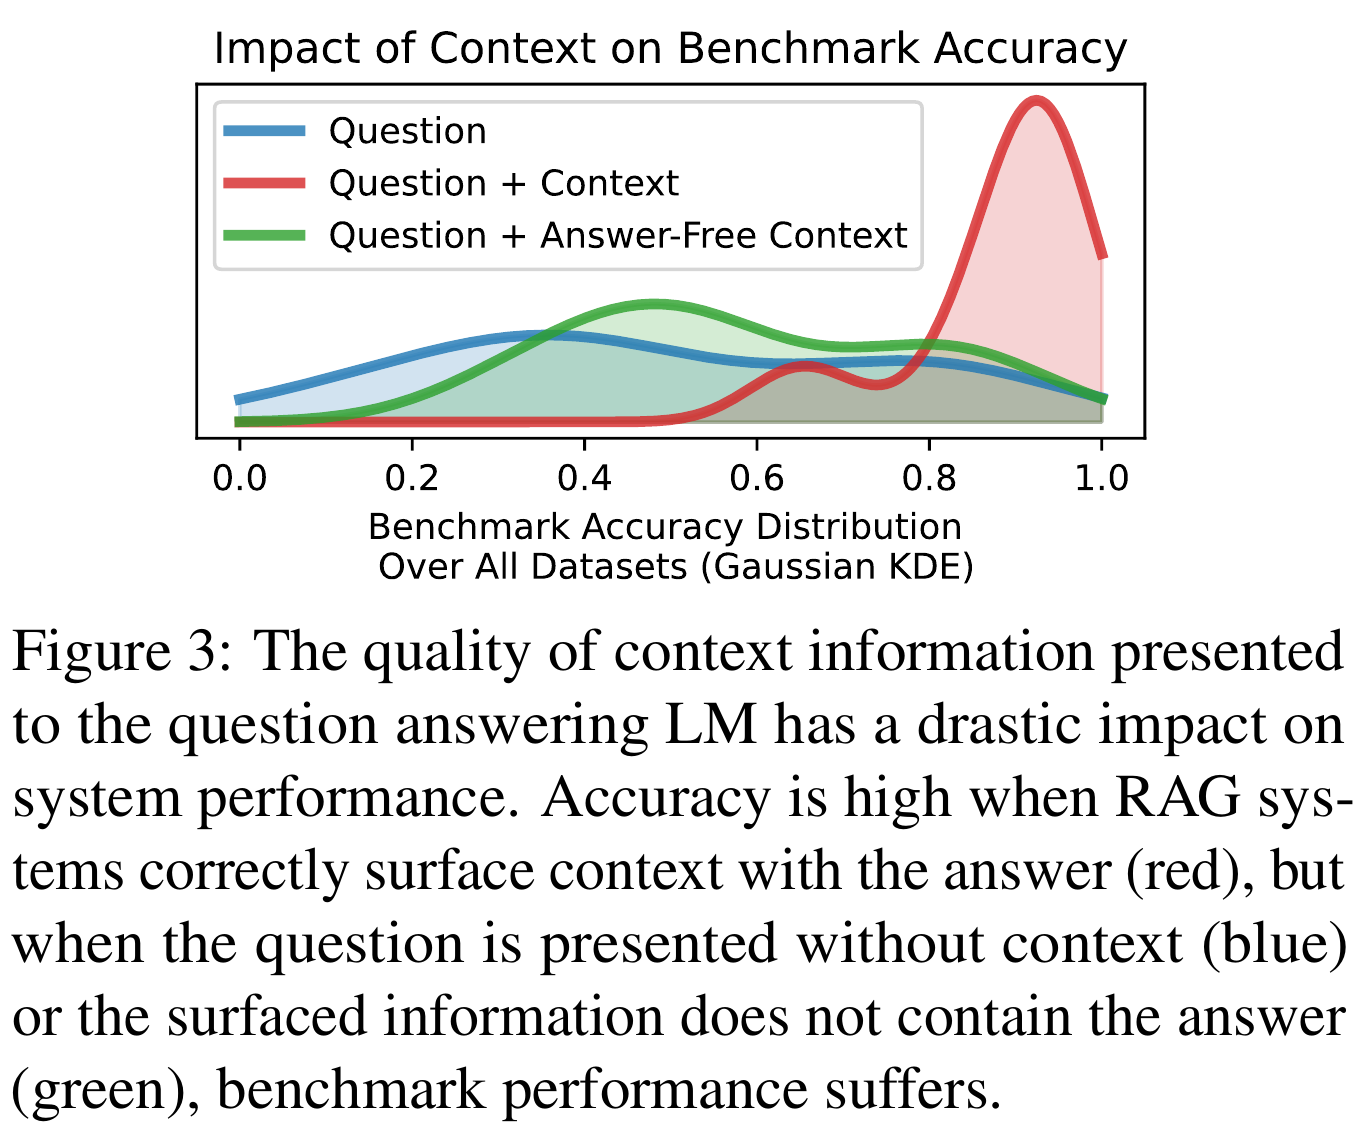 Impact of Context on Benchmark Accuracy
Question
Question + Context
Question + Answer-Free Context
0.0 0.2 0.4 0.6 0.8 1.0
Benchmark Accuracy Distribution
Over All Datasets (Gaussian KDE)
Figure 3: The quality of context information presented
to the question answering LM has a drastic impact on
system performance. Accuracy is high when RAG sys-
tems correctly surface context with the answer (red), but
when the question is presented without context (blue)
or the surfaced information does not contain the answer
(green), benchmark performance suffers.